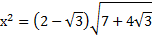 x² = (2 − √3)√(7 + 4√3)